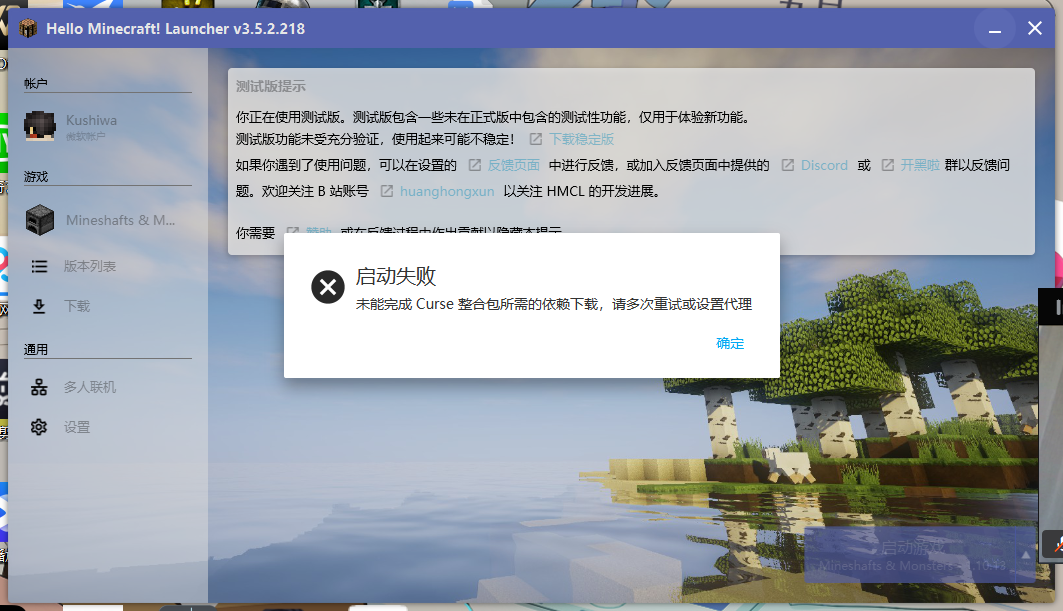 Hello Minecraft! Launcher v3.5.2.218
帐户
Kushiwa
微软帐户
游戏
Mineshafts & M...
版本列表
下载
通用
多人联机
设置
测试版提示
你正在使用测试版。测试版包含一些未在正式版中包含的测试性功能，仅用于体验新功能。
测试版功能未受充分验证，使用起来可能不稳定！ 下载稳定版
如果你遇到了使用问题，可以在设置的 反馈页面 中进行反馈，或加入反馈页面中提供的 Discord 或 开黑啦 群以反馈问
题。欢迎关注 B 站账号 huanghongxun 以关注 HMCL 的开发进展。
你需要 赞助 或在反馈过程中作出贡献以隐藏本提示
启动失败
未能完成 Curse 整合包所需的依赖下载，请多次重试或设置代理
确定
启动游戏
Mineshafts & Monsters